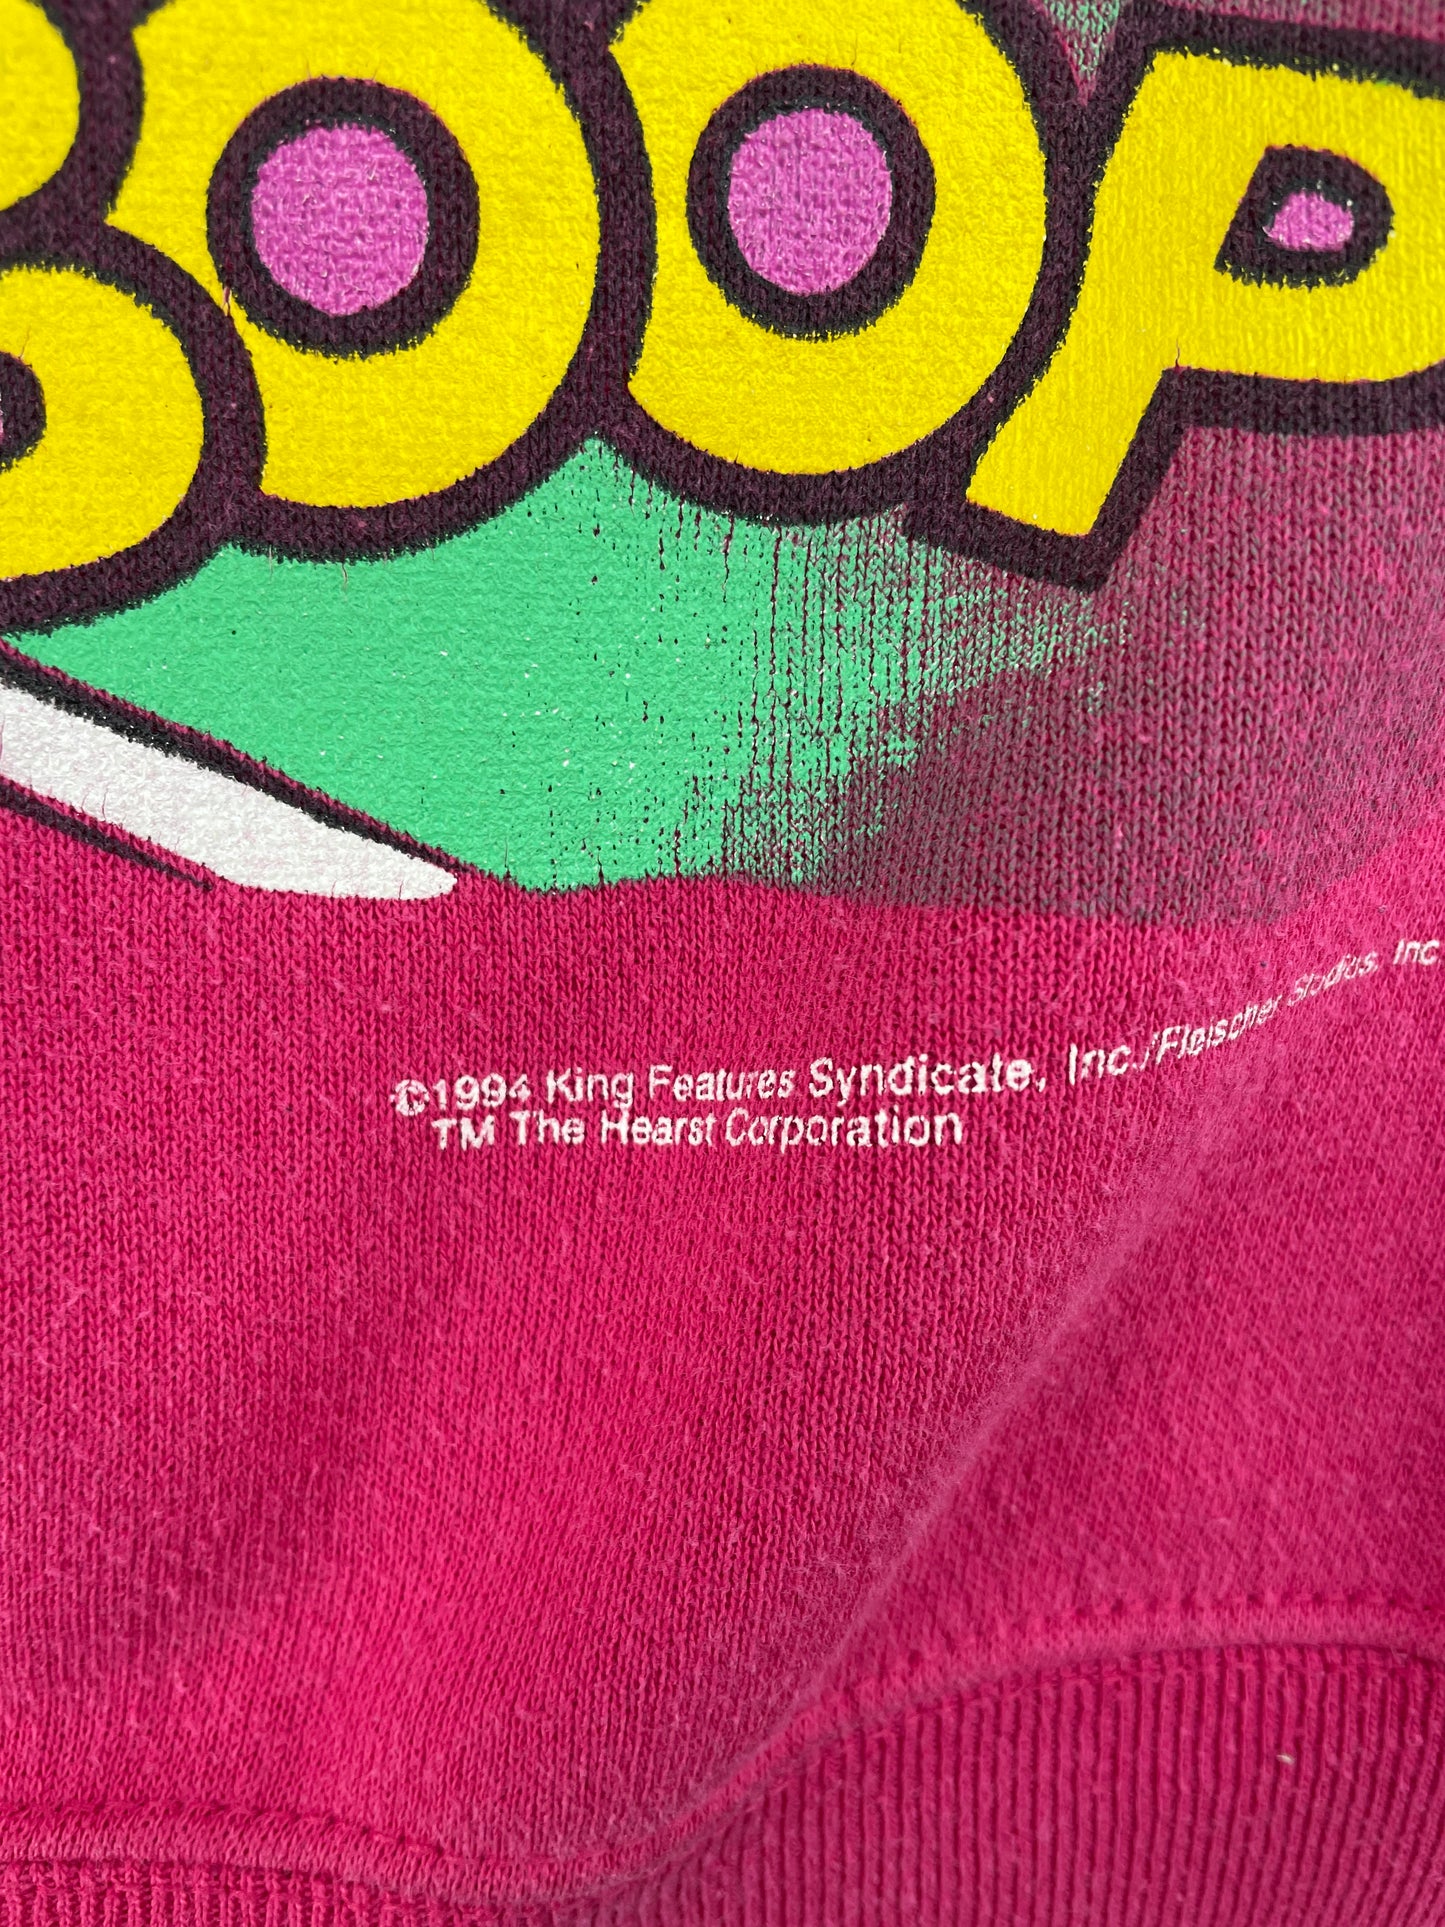 BOOP
©1994 King Features Syndicate, Inc./Fleischer Studios, Inc
TM The Hearst Corporation